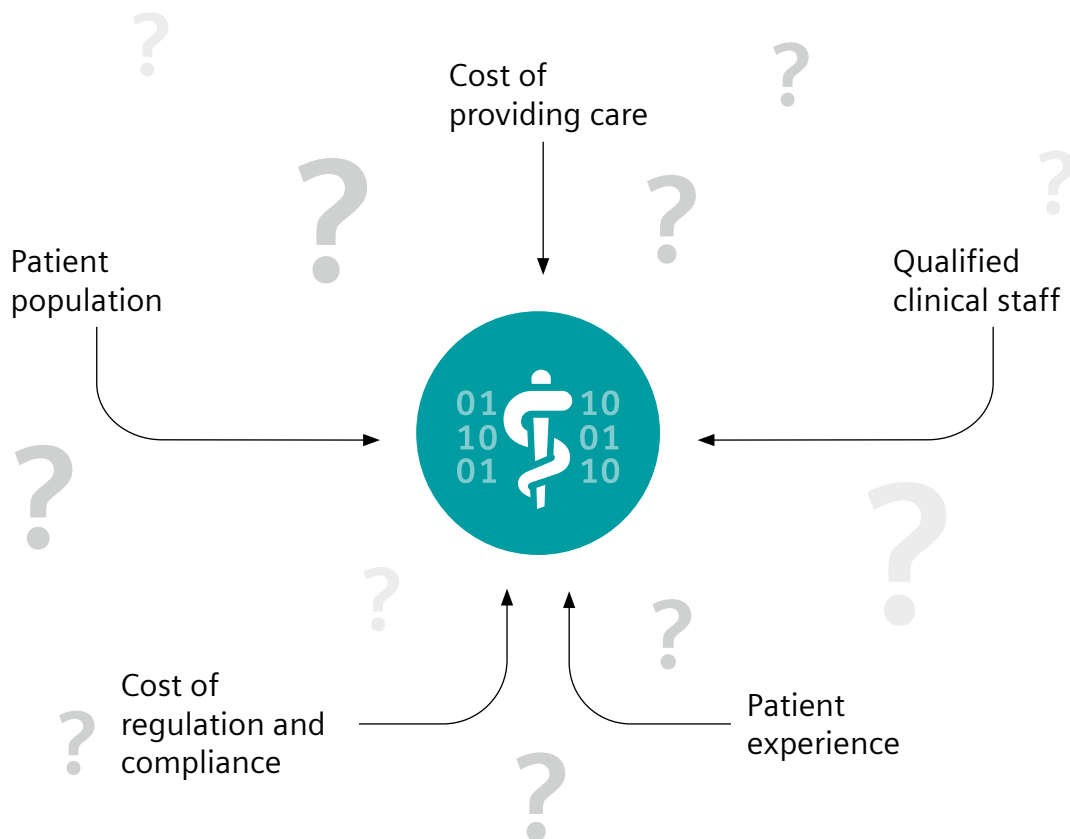 Cost of
providing care
Patient
population
Qualified
clinical staff
01 10
10 01
01 10
Cost of
regulation and
compliance
Patient
experience
?
?
?
?
?
?
?
?
?
?
?
?